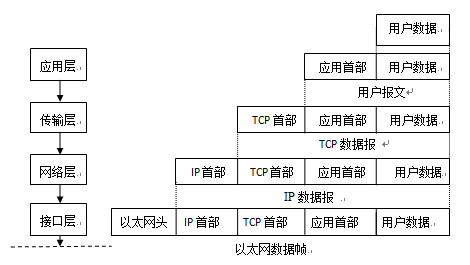 用户数据
应用层 应用首部 用户数据
用户报文
传输层 TCP 首部 应用首部 用户数据
TCP 数据报
网络层 IP 首部 TCP首部 应用首部 用户数据
IP 数据报
接口层 以太网头 IP 首部 TCP 首部 应用首部 用户数据
以太网数据帧